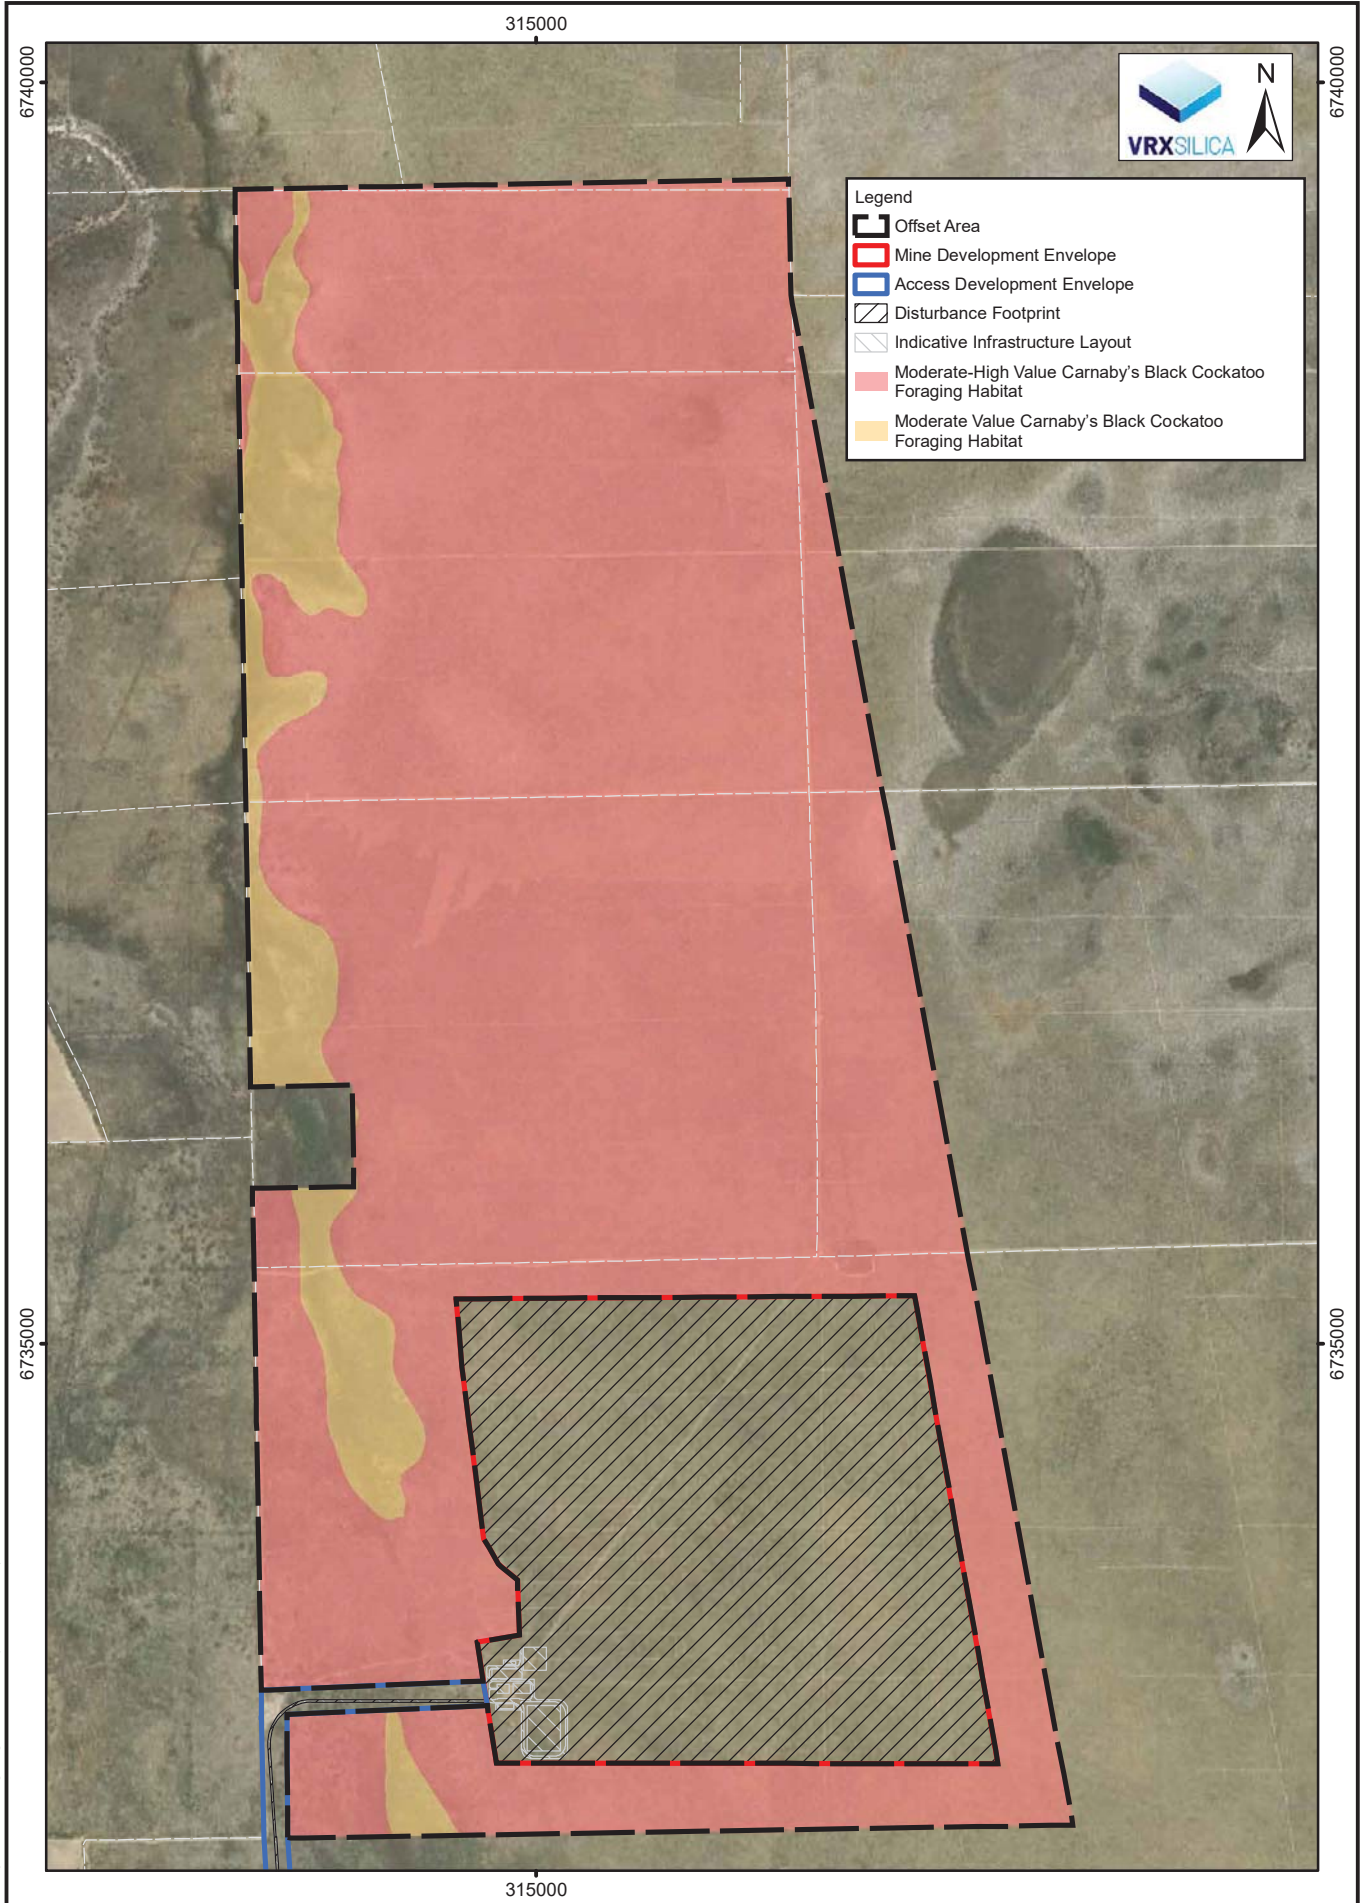 315000
6740000
6740000
N
VRXSILICA
Legend
Offset Area
Mine Development Envelope
Access Development Envelope
Disturbance Footprint
Indicative Infrastructure Layout
Moderate-High Value Carnaby's Black Cockatoo
Foraging Habitat
Moderate Value Carnaby's Black Cockatoo
Foraging Habitat
6735000
6735000
315000